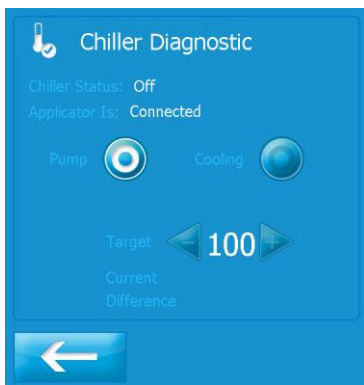 Chiller Diagnostic
Chiller Status: Off
Applicator Is: Connected
Pump Cooling
Target - 100 +
Current
Difference